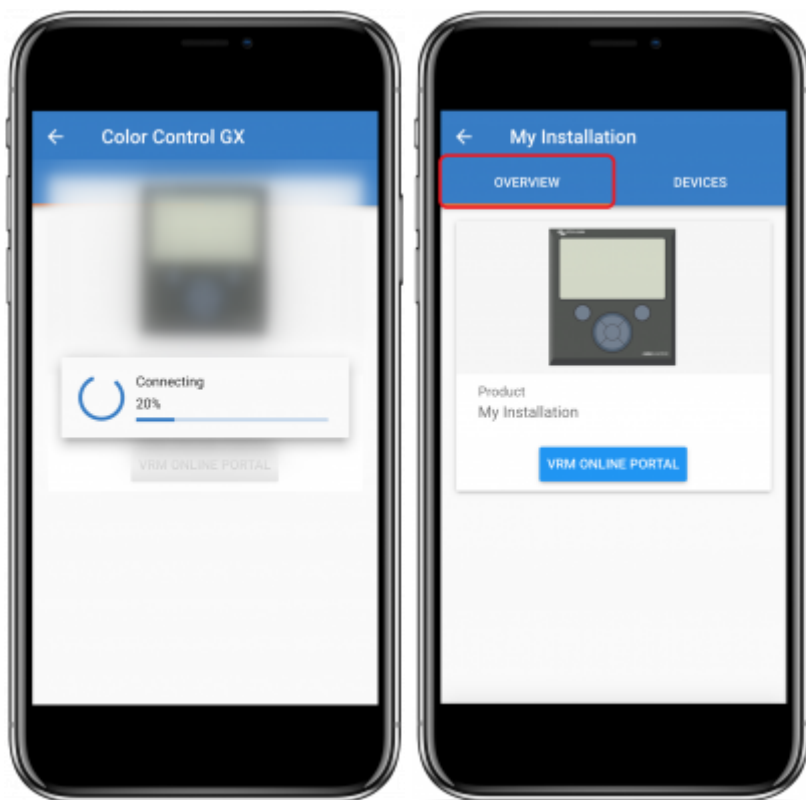 Color Control GX
Connecting
20%
VRM ONLINE PORTAL
My Installation
OVERVIEW
DEVICES
Product
My Installation
VRM ONLINE PORTAL